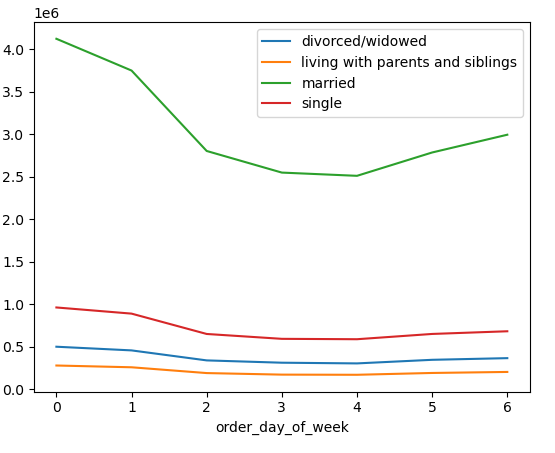 1e6
divorced/widowed
living with parents and siblings
married
single
4.0
3.5
3.0
2.5
2.0
1.5
1.0
0.5
0.0
0 1 2 3 4 5 6
order_day_of_week